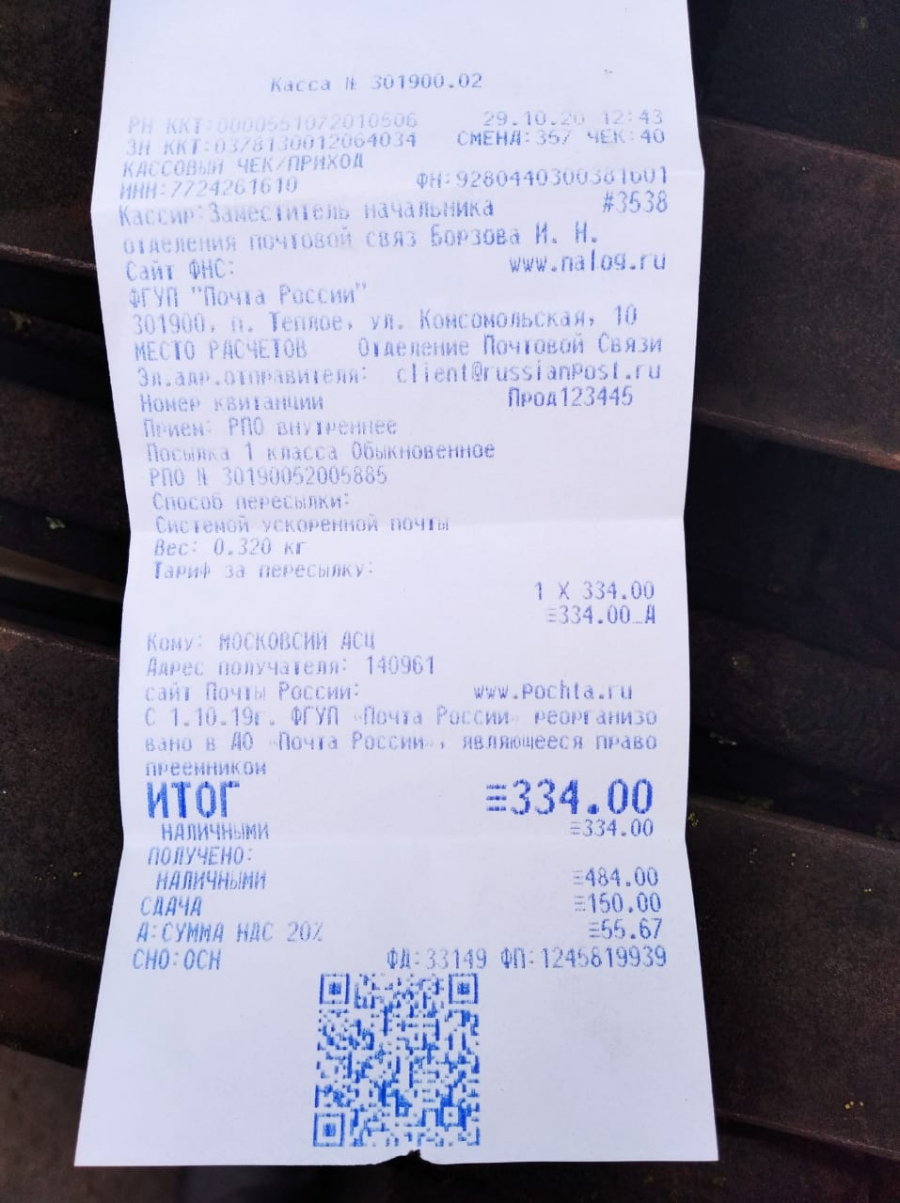 Касса № 301900.02
РН ККТ:0000551072010506 29.10.20 12:43
ЗН ККТ:0378130012064034 СМЕНА:357 ЧЕК:40
КАССОВЫЙ ЧЕК/ПРИХОД
ИНН:7724261610 ФН:9280440300381001
Кассир:Заместитель начальника #3538
отделения почтовой связ Борзова И. Н.
Сайт ФНС: www.nalog.ru
ФГУП "Почта России"
301900, п. Теплое, ул. Комсомольская, 10
МЕСТО РАСЧЕТОВ Отделение Почтовой Связи
Эл.адр.отправителя: client@russianpost.ru
Номер квитанции Прод123445
Прием: РПО внутреннее
Посылка 1 класса Обыкновенное
РПО N 30190052005885
Способ пересылки:
Системой ускоренной почты
Вес: 0.320 кг
Тариф за пересылку:
1 X 334.00
≡334.00_А
Кому: МОСКОВСИЙ АСЦ
Адрес получателя: 140961
сайт Почты России: www.pochta.ru
С 1.10.19г. ФГУП «Почта России» реорганизо
вано в АО «Почта России», являющееся право
преемником
ИТОГ ≡334.00
НАЛИЧНЫМИ ≡334.00
ПОЛУЧЕНО:
НАЛИЧНЫМИ ≡484.00
СДАЧА ≡150.00
А:СУММА НДС 20% ≡55.67
СНО:ОСН ФД:33149 ФП:1245819939